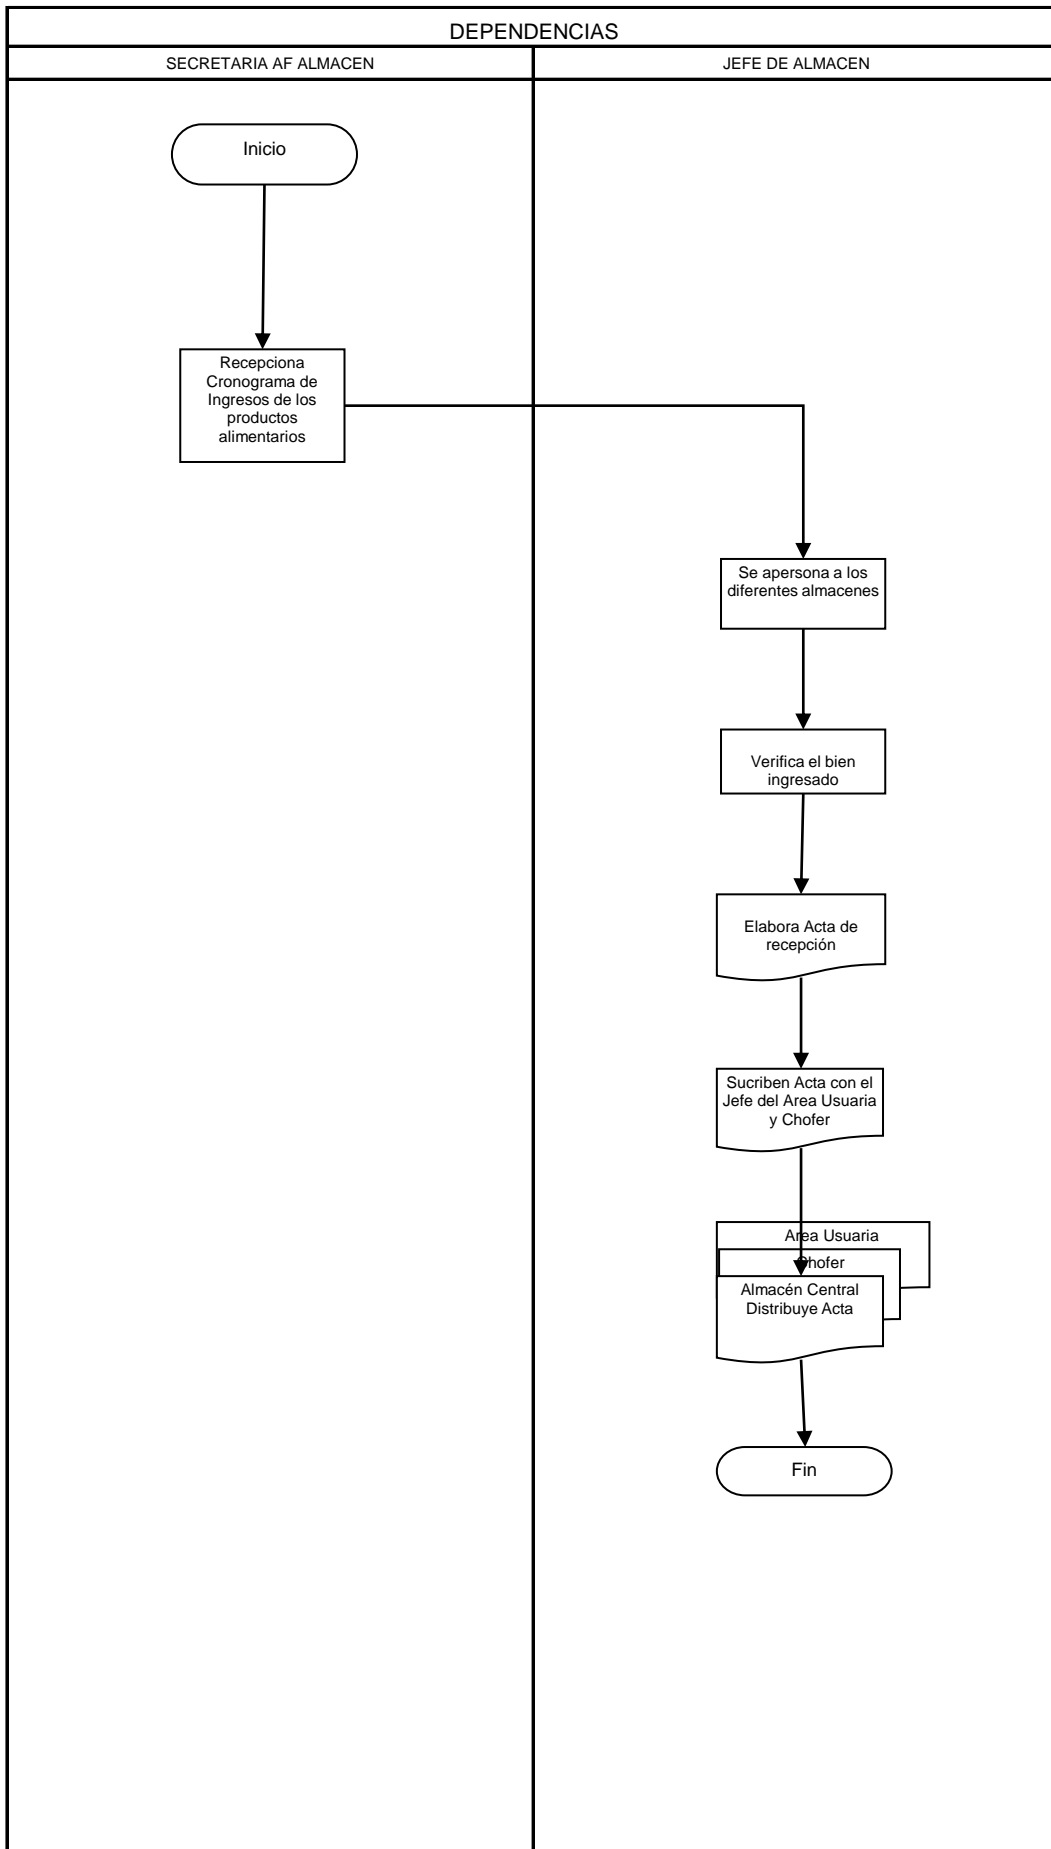 DEPENDENCIAS
SECRETARIA AF ALMACEN
JEFE DE ALMACEN
Inicio
Recepciona
Cronograma de
Ingresos de los
productos
alimentarios
Se apersona a los
diferentes almacenes
Verifica el bien
ingresado
Elabora Acta de
recepción
Sucriben Acta con el
Jefe del Area Usuaria
y Chofer
Area Usuaria
Chofer
Almacén Central
Distribuye Acta
Fin